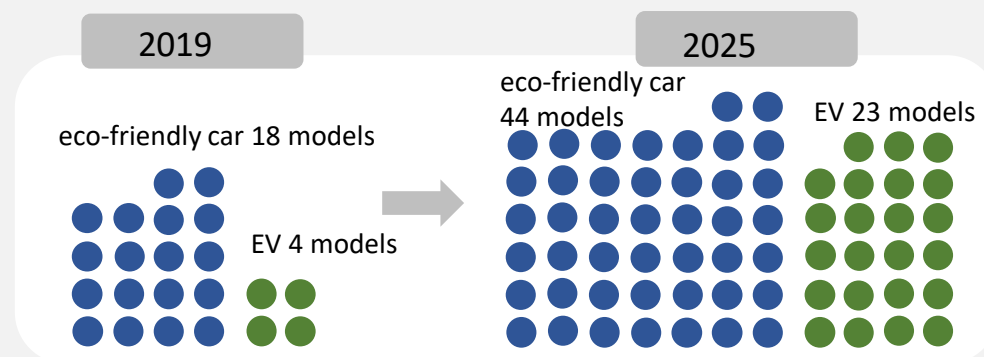 2019
eco-friendly car 18 models
EV 4 models
2025
eco-friendly car
44 models
EV 23 models